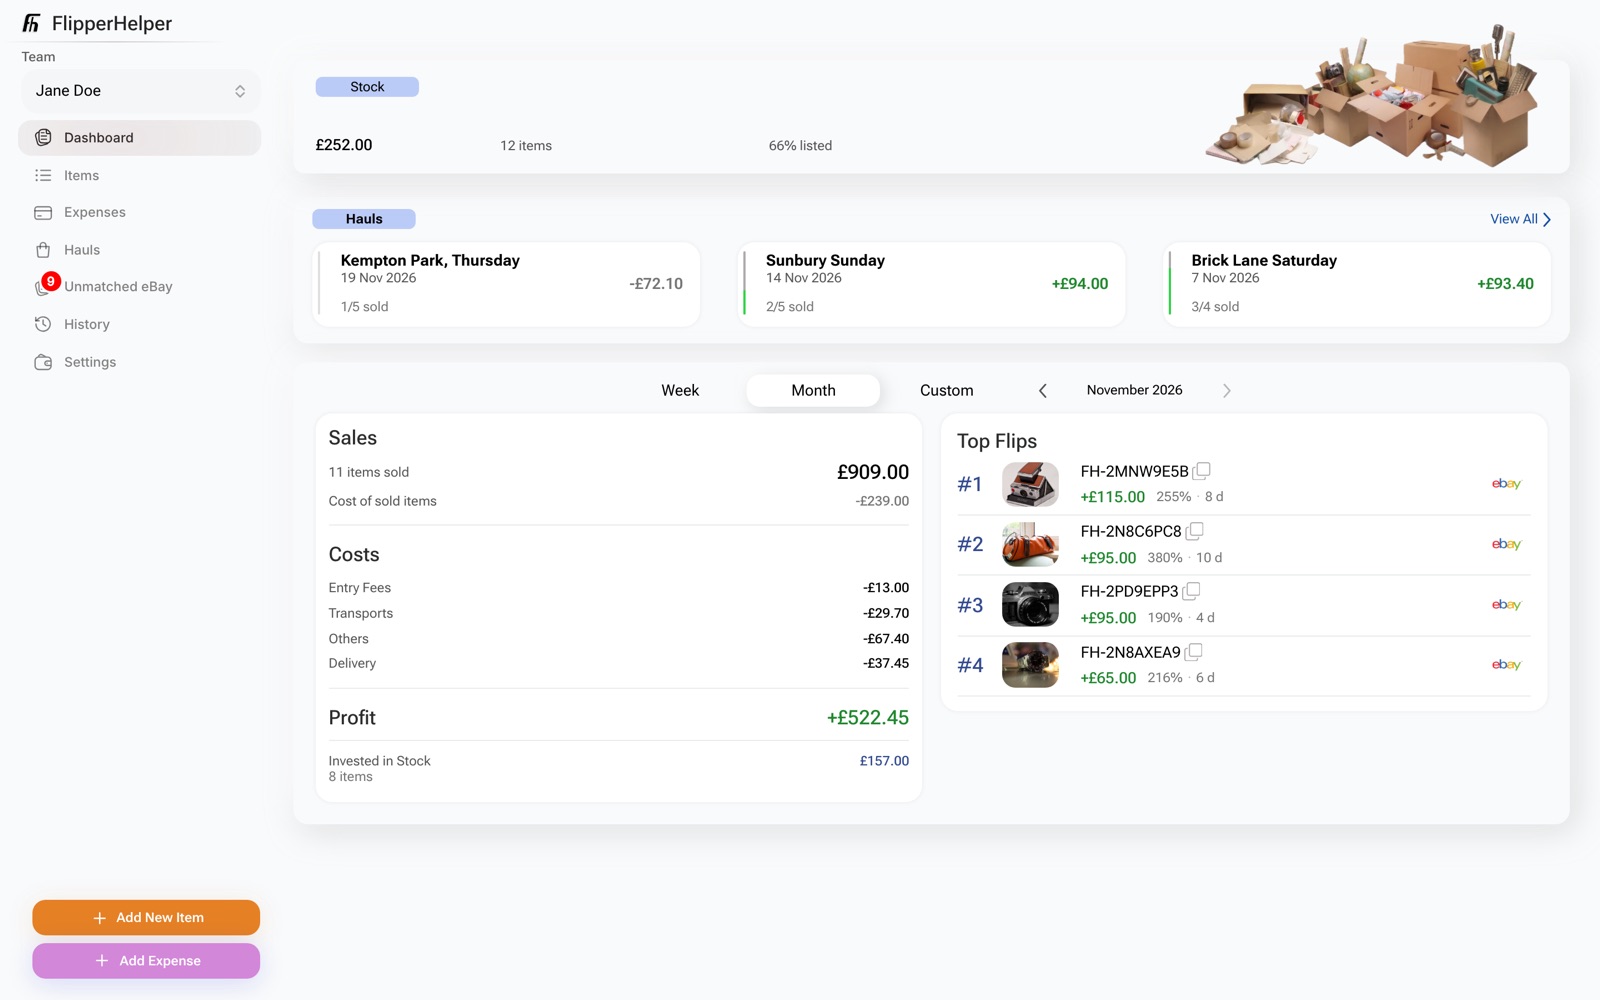 FlipperHelper
Team
Jane Doe
Dashboard
Items
Expenses
Hauls
9
Unmatched eBay
History
Settings
Add New Item
Add Expense
Stock
£252.00
12 items
66% listed
Hauls
View All
Kempton Park, Thursday
19 Nov 2026
-£72.10
1/5 sold
Sunbury Sunday
14 Nov 2026
+£94.00
2/5 sold
Brick Lane Saturday
7 Nov 2026
+£93.40
3/4 sold
Week
Month
Custom
November 2026
Sales
11 items sold £909.00
Cost of sold items -£239.00
Costs
Entry Fees -£13.00
Transports -£29.70
Others -£67.40
Delivery -£37.45
Profit +£522.45
Invested in Stock £157.00
8 items
Top Flips
#1 FH-2MNW9E5B
+£115.00 255% · 8 d
ebay
#2 FH-2N8C6PC8
+£95.00 380% · 10 d
ebay
#3 FH-2PD9EPP3
+£95.00 190% · 4 d
ebay
#4 FH-2N8AXEA9
+£65.00 216% · 6 d
ebay